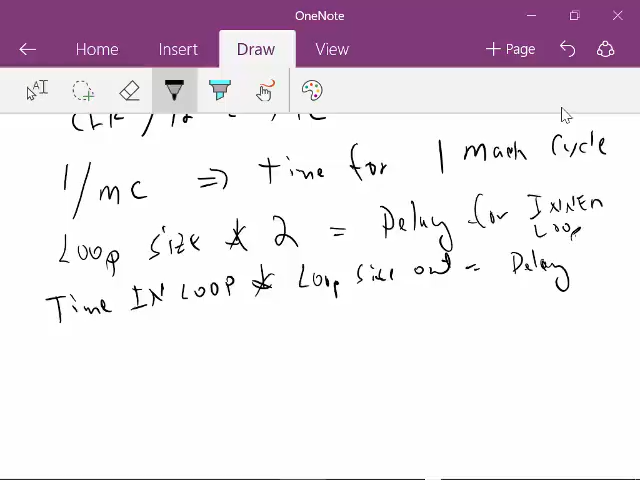 OneNote
Home Insert Draw View + Page
1/mc => Time for 1 Mach Cycle
Loop Size * 2 = Delay for INNER LOOP
Time IN LOOP * Loop Size out = Delay